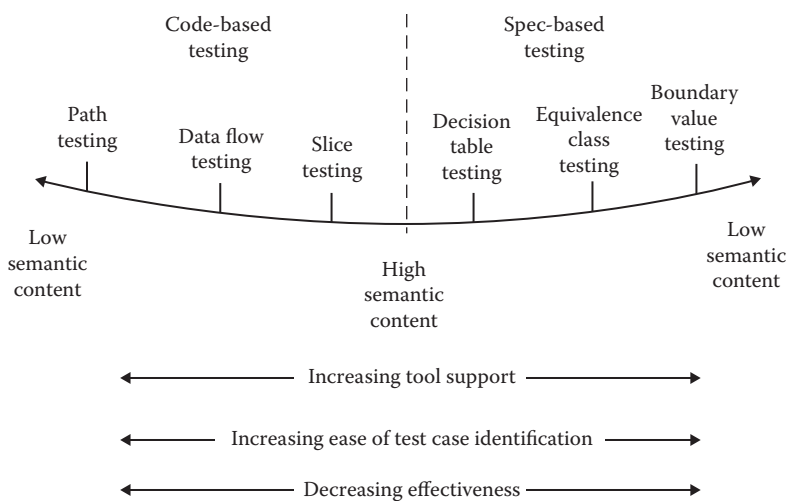 Code-based
testing
Spec-based
testing
Path
testing
Data flow
testing
Slice
testing
Decision
table
testing
Equivalence
class
testing
Boundary
value
testing
Low
semantic
content
High
semantic
content
Low
semantic
content
Increasing tool support
Increasing ease of test case identification
Decreasing effectiveness